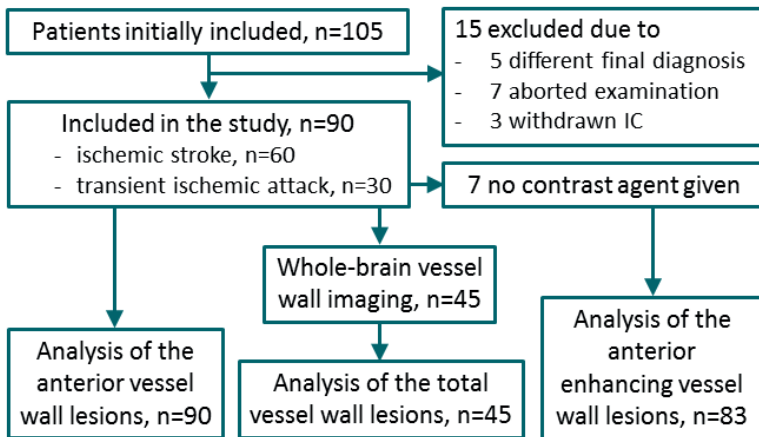 Patients initially included, n=105
15 excluded due to
- 5 different final diagnosis
- 7 aborted examination
- 3 withdrawn IC
Included in the study, n=90
- ischemic stroke, n=60
- transient ischemic attack, n=30
7 no contrast agent given
Whole-brain vessel
wall imaging, n=45
Analysis of the
anterior vessel
wall lesions, n=90
Analysis of the total
vessel wall lesions, n=45
Analysis of the
anterior
enhancing vessel
wall lesions, n=83